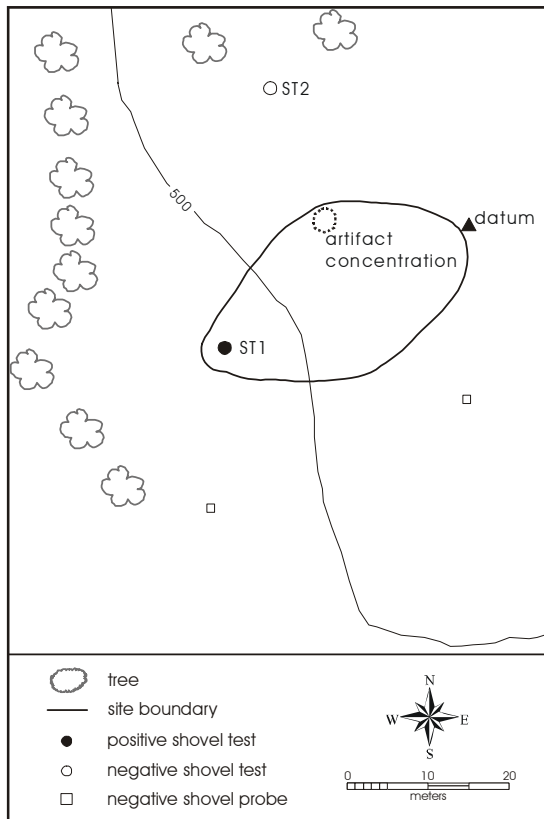 ST2
500
datum
artifact
concentration
ST1
tree
site boundary
positive shovel test
negative shovel test
negative shovel probe
N
W E
S
0 10 20
meters